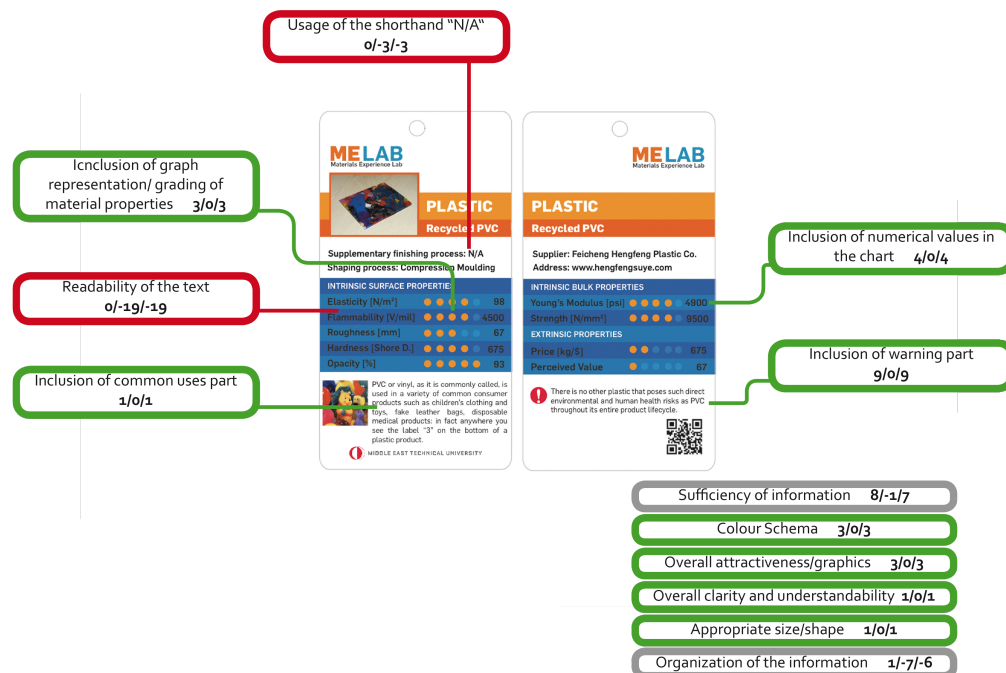 Usage of the shorthand “N/A“
0/-3/-3
Icnclusion of graph
representation/ grading of
material properties 3/0/3
Readability of the text
0/-19/-19
Inclusion of common uses part
1/0/1
MELAB
Materials Experience Lab
PLASTIC
Recycled PVC
Supplementary finishing process: N/A
Shaping process: Compression Moulding
INTRINSIC SURFACE PROPERTIE
Elasticity [N/m²] 98
Flammability [V/mil] 4500
Roughness [mm] 67
Hardness [Shore D.] 675
Opacity [%] 93
PVC or vinyl, as it is commonly called, is
used in a variety of common consumer
products such as children's clothing and
toys, fake leather bags, disposable
medical products: in fact anywhere you
see the label "3" on the bottom of a
plastic product.
MIDDLE EAST TECHNICAL UNIVERSITY
MELAB
Materials Experience Lab
PLASTIC
Recycled PVC
Supplier: Feicheng Hengfeng Plastic Co.
Address: www.hengfengsuye.com
INTRINSIC BULK PROPERTIES
Young's Modulus [psi] 4900
Strength [N/mm²] 9500
EXTRINSIC PROPERTIES
Price [kg/$] 675
Perceived Value 67
There is no other plastic that poses such direct
environmental and human health risks as PVC
throughout its entire product lifecycle.
Inclusion of numerical values in
the chart 4/0/4
Inclusion of warning part
9/0/9
Sufficiency of information 8/-1/7
Colour Schema 3/0/3
Overall attractiveness/graphics 3/0/3
Overall clarity and understandability 1/0/1
Appropriate size/shape 1/0/1
Organization of the information 1/-7/-6